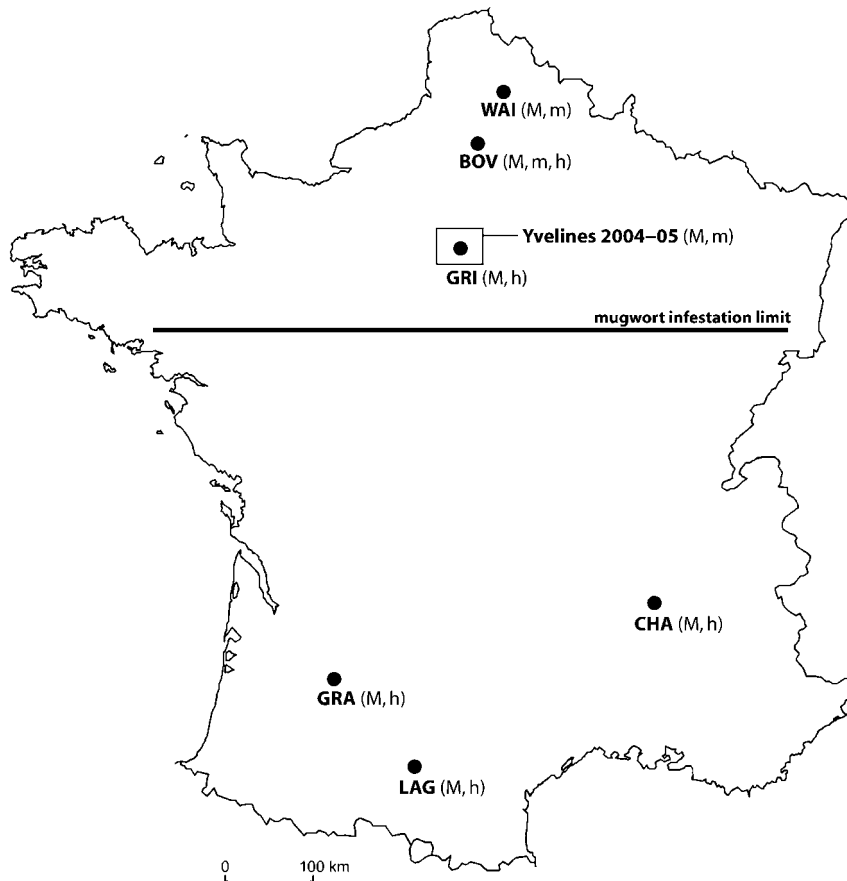 WAI (M, m)
BOV (M, m, h)
Yvelines 2004–05 (M, m)
GRI (M, h)
mugwort infestation limit
CHA (M, h)
GRA (M, h)
LAG (M, h)
0 100 km